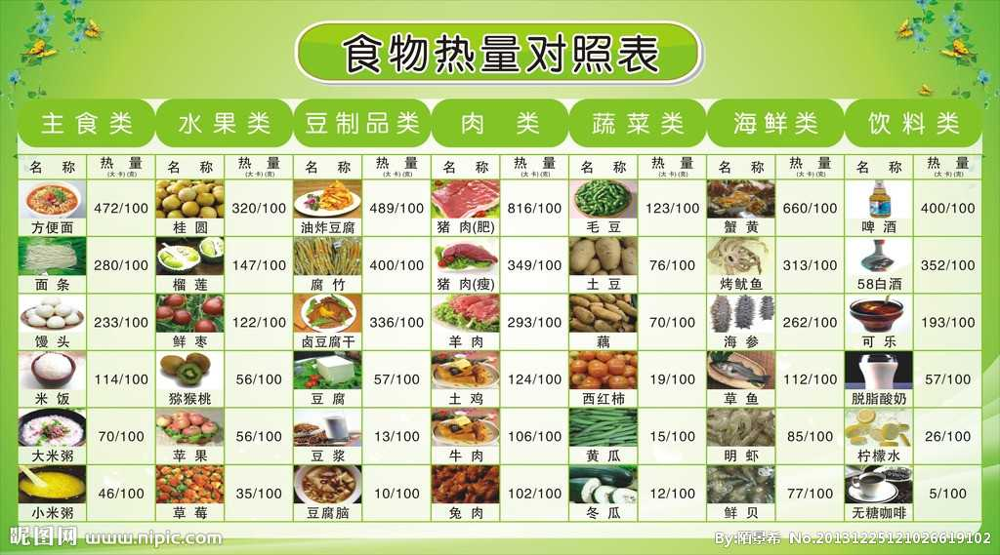 食物热量对照表
主食类 水果类 豆制品类 肉类 蔬菜类 海鲜类 饮料类
名称 热量 名称 热量 名称 热量 名称 热量 名称 热量 名称 热量 名称 热量
(大卡)(克) (大卡)(克) (大卡)(克) (大卡)(克) (大卡)(克) (大卡)(克) (大卡)(克)
方便面 472/100 桂圆 320/100 油炸豆腐 489/100 猪肉(肥) 816/100 毛豆 123/100 蟹黄 660/100 啤酒 400/100
面条 280/100 榴莲 147/100 腐竹 400/100 猪肉(瘦) 349/100 土豆 76/100 烤鱿鱼 313/100 58白酒 352/100
馒头 233/100 鲜枣 122/100 卤豆腐干 336/100 羊肉 293/100 藕 70/100 海参 262/100 可乐 193/100
米饭 114/100 猕猴桃 56/100 豆腐 57/100 土鸡 124/100 西红柿 19/100 草鱼 112/100 脱脂酸奶 57/100
大米粥 70/100 苹果 56/100 豆浆 13/100 牛肉 106/100 黄瓜 15/100 明虾 85/100 柠檬水 26/100
小米粥 46/100 草莓 35/100 豆腐脑 10/100 兔肉 102/100 冬瓜 12/100 鲜贝 77/100 无糖咖啡 5/100
昵图网 www.nipic.com By:隋景希 No.20131225121026619102